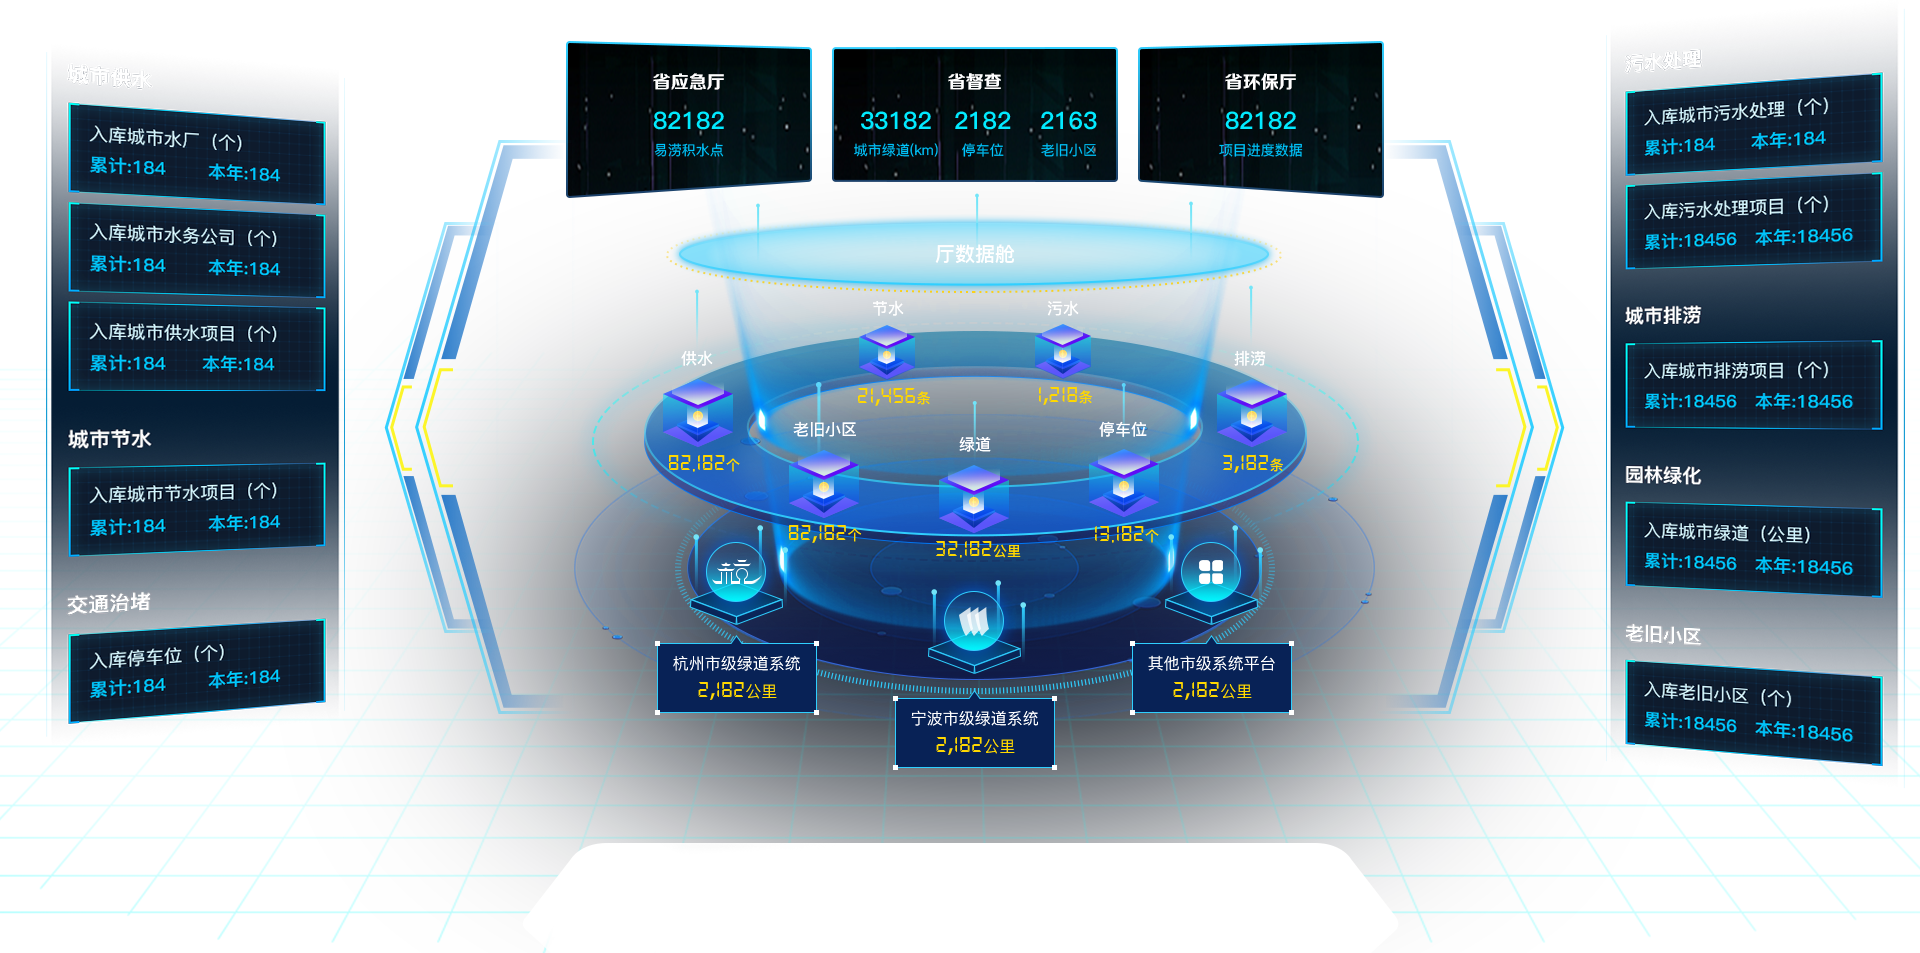 城市供水
入库城市水厂（个）
累计:184 本年:184
入库城市水务公司（个）
累计:184 本年:184
入库城市供水项目（个）
累计:184 本年:184
城市节水
入库城市节水项目（个）
累计:184 本年:184
交通治堵
入库停车位（个）
累计:184 本年:184
省应急厅
82182
易涝积水点
省督查
33182 2182 2163
城市绿道(km) 停车位 老旧小区
省环保厅
82182
项目进度数据
厅数据舱
节水
21,456条
污水
1,218条
供水
82,182个
排涝
3,182条
老旧小区
82,182个
绿道
32,182公里
停车位
13,182个
杭州市级绿道系统
2,182公里
宁波市级绿道系统
2,182公里
其他市级系统平台
2,182公里
污水处理
入库城市污水处理（个）
累计:184 本年:184
入库污水处理项目（个）
累计:18456 本年:18456
城市排涝
入库城市排涝项目（个）
累计:18456 本年:18456
园林绿化
入库城市绿道（公里）
累计:18456 本年:18456
老旧小区
入库老旧小区（个）
累计:18456 本年:18456